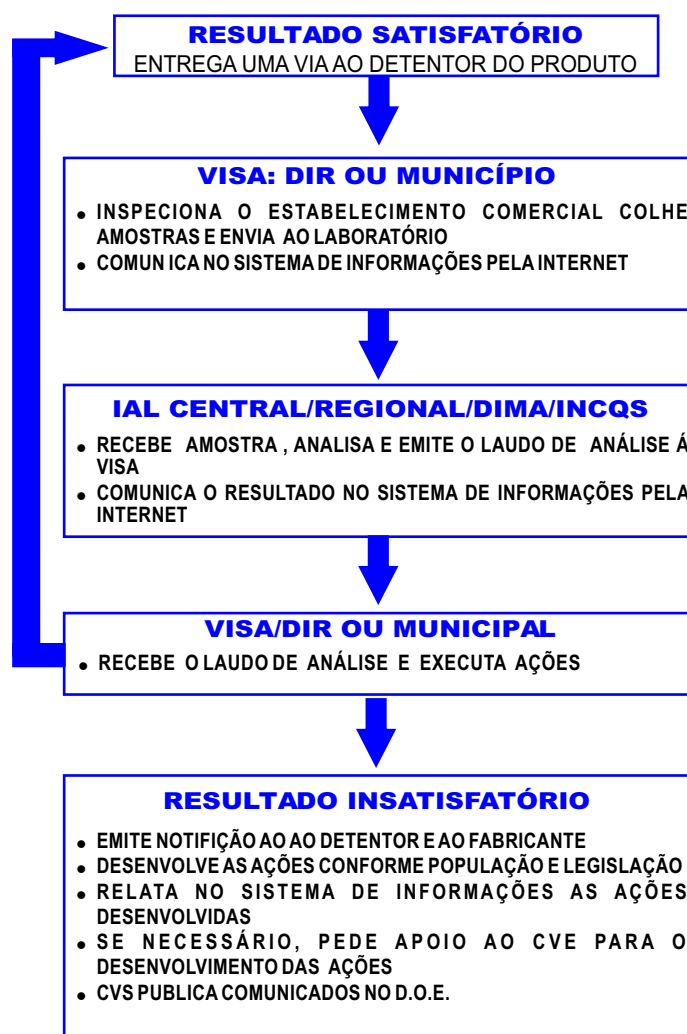 RESULTADO SATISFATÓRIO
ENTREGA UMA VIA AO DETENTOR DO PRODUTO
VISA: DIR OU MUNICÍPIO
• INSPECIONA O ESTABELECIMENTO COMERCIAL COLHE
AMOSTRAS E ENVIA AO LABORATÓRIO
• COMUN ICA NO SISTEMA DE INFORMAÇÕES PELA INTERNET
IAL CENTRAL/REGIONAL/DIMA/INCQS
• RECEBE AMOSTRA , ANALISA E EMITE O LAUDO DE ANÁLISE Á
VISA
• COMUNICA O RESULTADO NO SISTEMA DE INFORMAÇÕES PELA
INTERNET
VISA/DIR OU MUNICIPAL
• RECEBE O LAUDO DE ANÁLISE E EXECUTA AÇÕES
RESULTADO INSATISFATÓRIO
• EMITE NOTIFIÇÃO AO AO DETENTOR E AO FABRICANTE
• DESENVOLVE AS AÇÕES CONFORME POPULAÇÃO E LEGISLAÇÃO
• RELATA NO SISTEMA DE INFORMAÇÕES AS AÇÕES
DESENVOLVIDAS
• SE NECESSÁRIO, PEDE APOIO AO CVE PARA O
DESENVOLVIMENTO DAS AÇÕES
• CVS PUBLICA COMUNICADOS NO D.O.E.